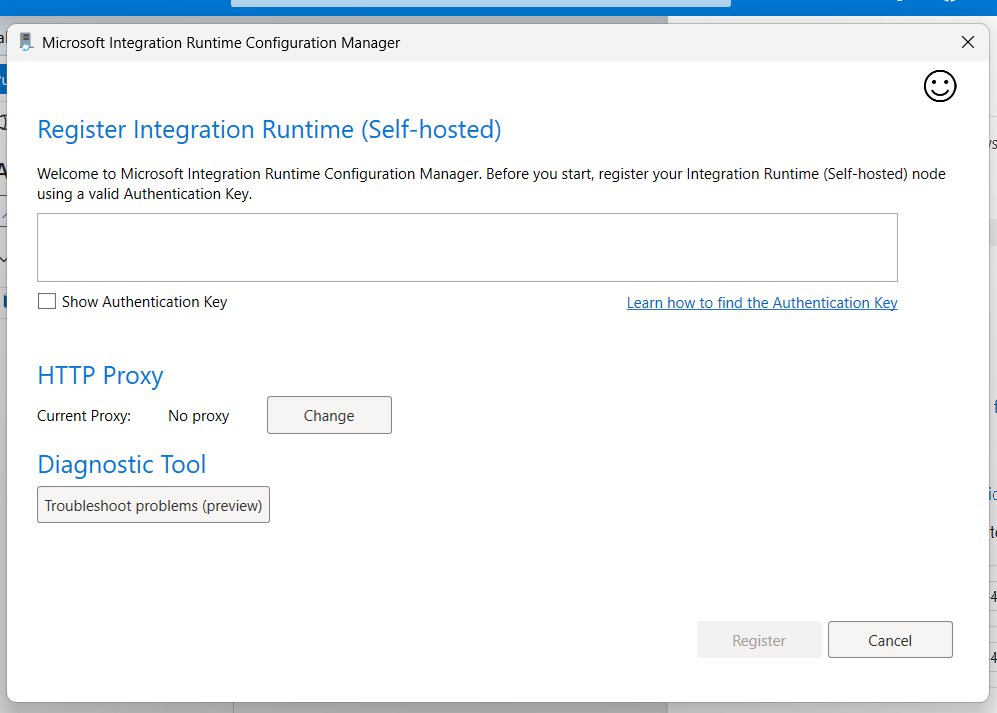 Microsoft Integration Runtime Configuration Manager
Register Integration Runtime (Self-hosted)
Welcome to Microsoft Integration Runtime Configuration Manager. Before you start, register your Integration Runtime (Self-hosted) node
using a valid Authentication Key.
Show Authentication Key
Learn how to find the Authentication Key
HTTP Proxy
Current Proxy: No proxy Change
Diagnostic Tool
Troubleshoot problems (preview)
Register Cancel